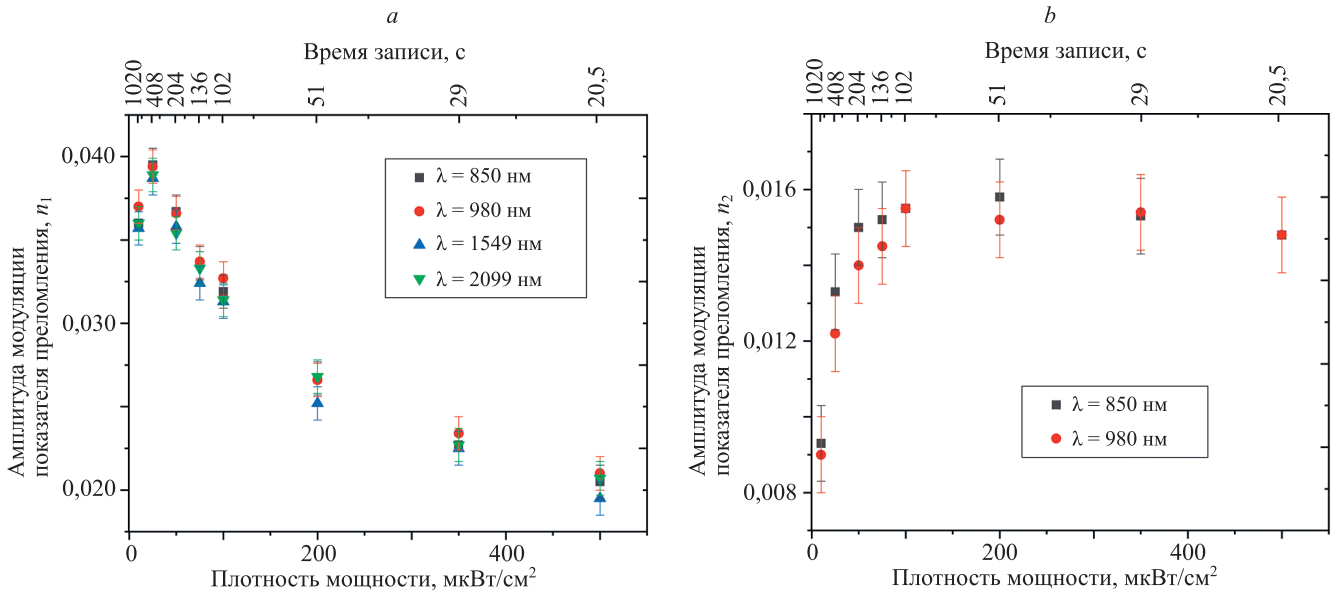 a
Время записи, с
1020
408
204
136
102
51
29
20,5
0,040
0,030
0,020
Амплитуда модуляции
показателя преломления, n₁
λ = 850 нм
λ = 980 нм
λ = 1549 нм
λ = 2099 нм
0
200
400
Плотность мощности, мкВт/см²
b
Время записи, с
1020
408
204
136
102
51
29
20,5
0,016
0,012
0,008
Амплитуда модуляции
показателя преломления, n₂
λ = 850 нм
λ = 980 нм
0
200
400
Плотность мощности, мкВт/см²